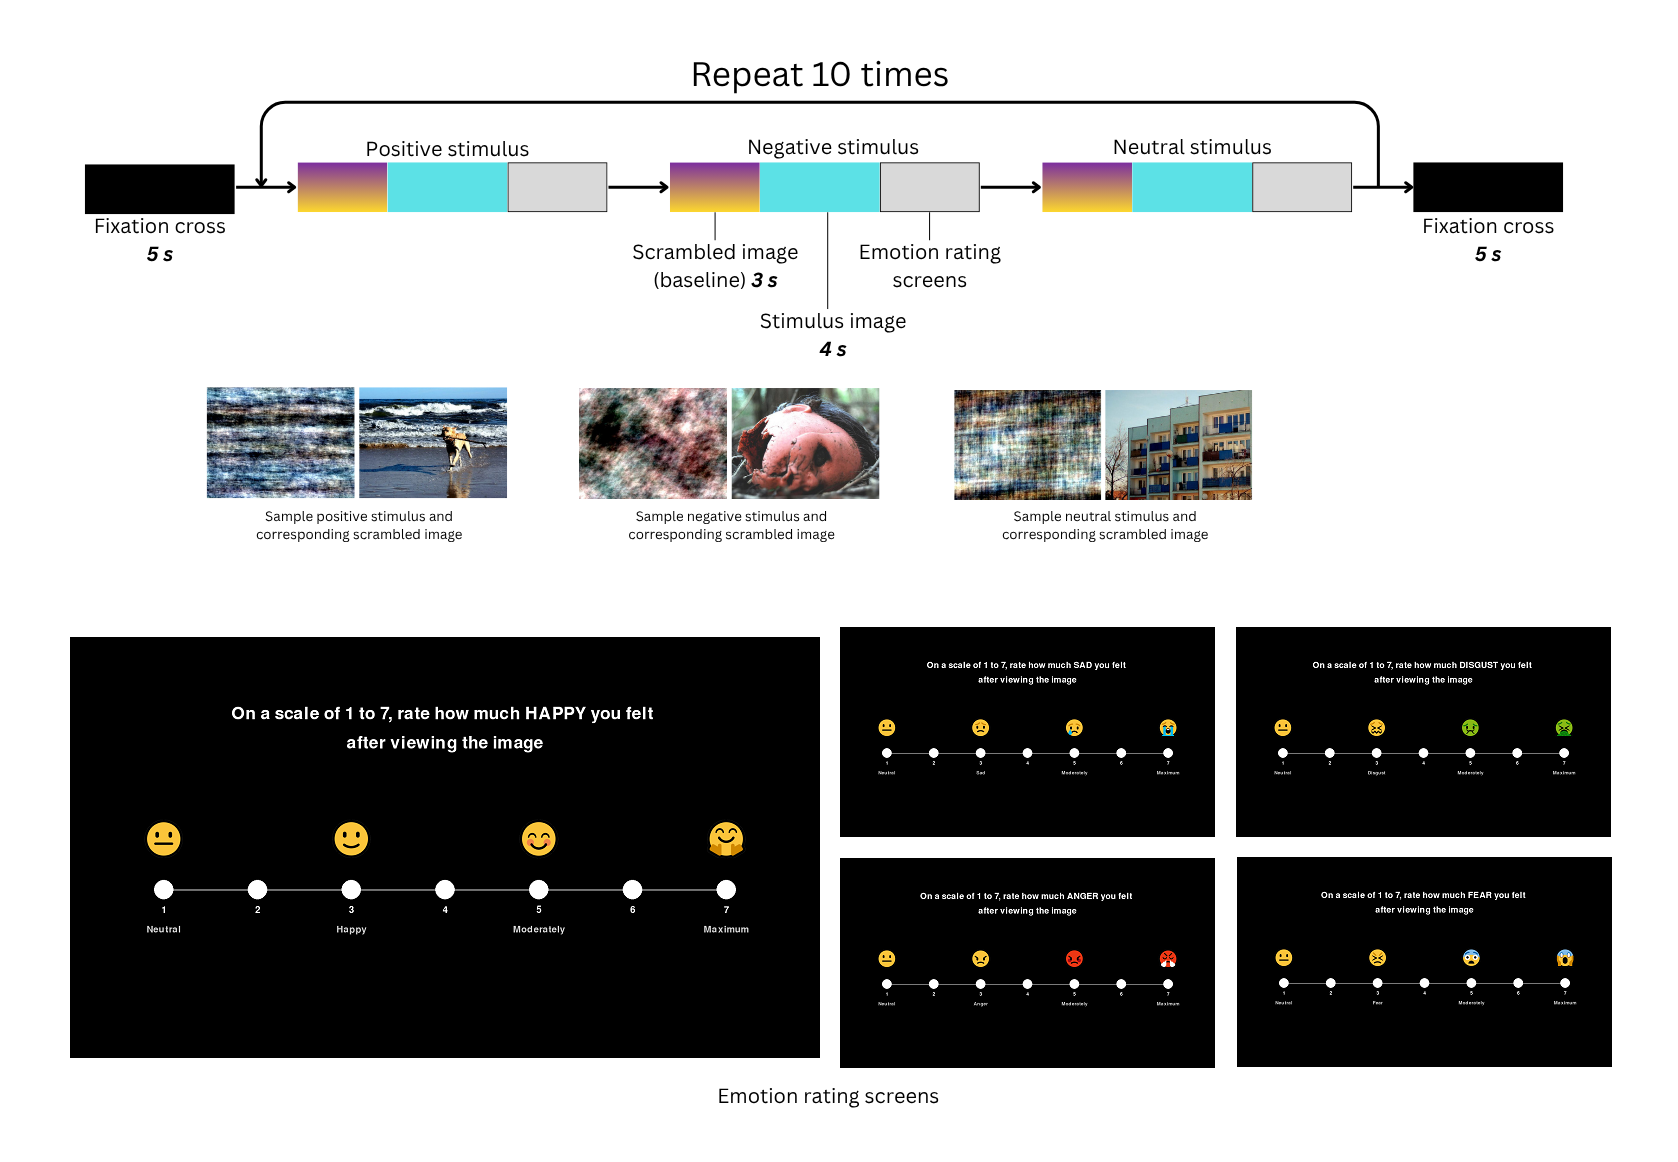 Repeat 10 times
Positive stimulus
Negative stimulus
Neutral stimulus
Fixation cross
5 s
Scrambled image
(baseline) 3 s
Emotion rating
screens
Fixation cross
5 s
Stimulus image
4 s
Sample positive stimulus and
corresponding scrambled image
Sample negative stimulus and
corresponding scrambled image
Sample neutral stimulus and
corresponding scrambled image
On a scale of 1 to 7, rate how much HAPPY you felt
after viewing the image
1 2 3 4 5 6 7
Neutral Happy Moderately Maximum
On a scale of 1 to 7, rate how much SAD you felt
after viewing the image
1 2 3 4 5 6 7
Neutral Sad Moderately Maximum
On a scale of 1 to 7, rate how much DISGUST you felt
after viewing the image
1 2 3 4 5 6 7
Neutral Disgust Moderately Maximum
On a scale of 1 to 7, rate how much ANGER you felt
after viewing the image
1 2 3 4 5 6 7
Neutral Anger Moderately Maximum
On a scale of 1 to 7, rate how much FEAR you felt
after viewing the image
1 2 3 4 5 6 7
Neutral Fear Moderately Maximum
Emotion rating screens